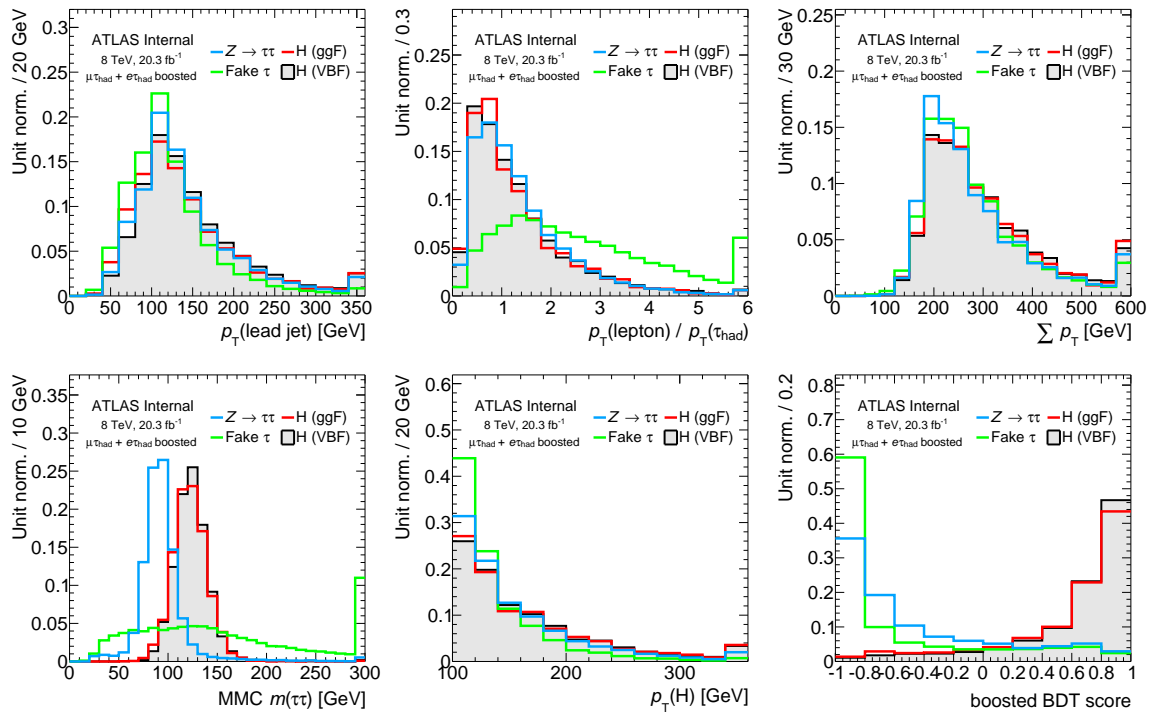 Unit norm. / 20 GeV
0.3
0.25
0.2
0.15
0.1
0.05
0
ATLAS Internal
8 TeV, 20.3 fb⁻¹
μτhad + eτhad boosted
Z → ττ
Fake τ
H (ggF)
H (VBF)
0 50 100 150 200 250 300 350
pT(lead jet) [GeV]
Unit norm. / 0.3
0.3
0.25
0.2
0.15
0.1
0.05
0
ATLAS Internal
8 TeV, 20.3 fb⁻¹
μτhad + eτhad boosted
Z → ττ
Fake τ
H (ggF)
H (VBF)
0 1 2 3 4 5 6
pT(lepton) / pT(τhad)
Unit norm. / 30 GeV
0.25
0.2
0.15
0.1
0.05
0
ATLAS Internal
8 TeV, 20.3 fb⁻¹
μτhad + eτhad boosted
Z → ττ
Fake τ
H (ggF)
H (VBF)
0 100 200 300 400 500 600
∑ pT [GeV]
Unit norm. / 10 GeV
0.35
0.3
0.25
0.2
0.15
0.1
0.05
0
ATLAS Internal
8 TeV, 20.3 fb⁻¹
μτhad + eτhad boosted
Z → ττ
Fake τ
H (ggF)
H (VBF)
0 50 100 150 200 250 300
MMC m(ττ) [GeV]
Unit norm. / 20 GeV
0.6
0.5
0.4
0.3
0.2
0.1
0
ATLAS Internal
8 TeV, 20.3 fb⁻¹
μτhad + eτhad boosted
Z → ττ
Fake τ
H (ggF)
H (VBF)
100 200 300
pT(H) [GeV]
Unit norm. / 0.2
0.8
0.7
0.6
0.5
0.4
0.3
0.2
0.1
0
ATLAS Internal
8 TeV, 20.3 fb⁻¹
μτhad + eτhad boosted
Z → ττ
Fake τ
H (ggF)
H (VBF)
-1 -0.8 -0.6 -0.4 -0.2 0 0.2 0.4 0.6 0.8 1
boosted BDT score